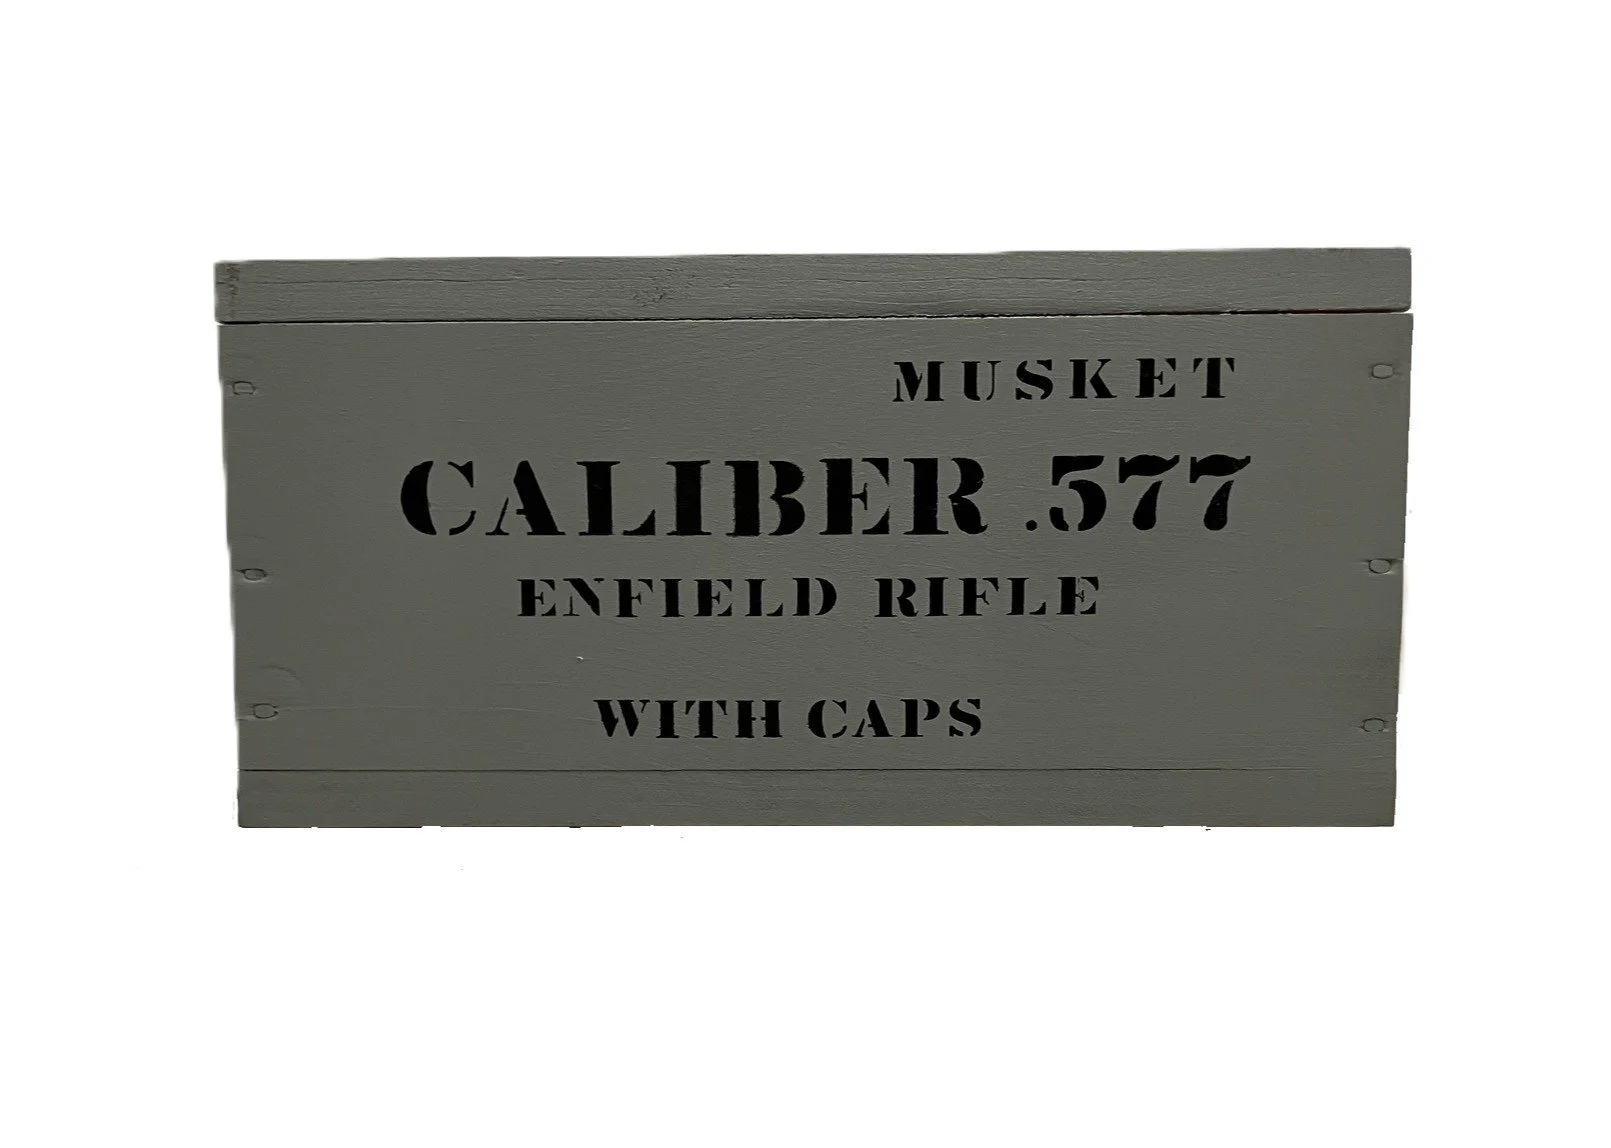 MUSKET
CALIBER .577
ENFIELD RIFLE
WITH CAPS